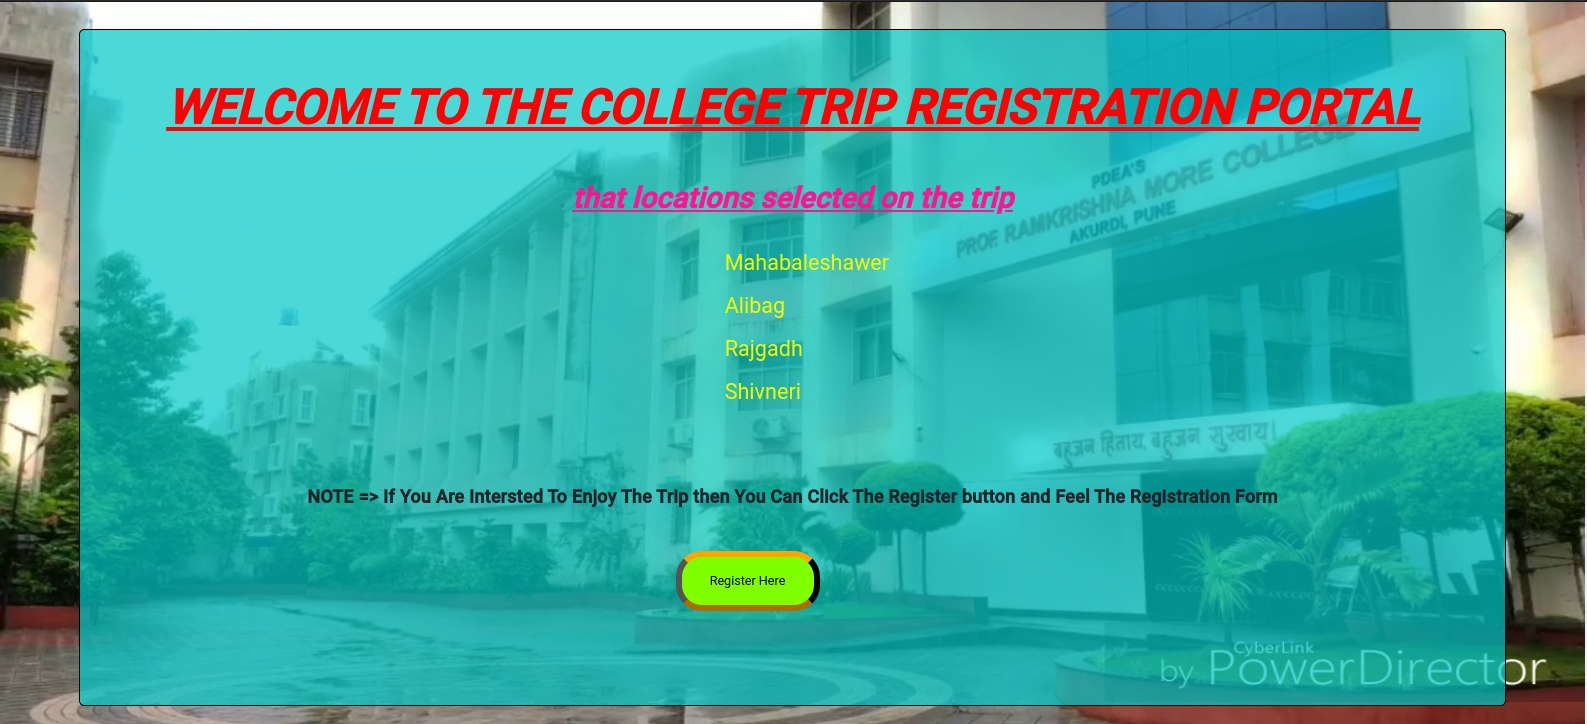 WELCOME TO THE COLLEGE TRIP REGISTRATION PORTAL
that locations selected on the trip
PDEA'S
PROF. RAMKRISHNA MORE COLLEGE
AKURDI, PUNE
Mahabaleshawer
Alibag
Rajgadh
Shivneri
बहुजन हिताय, बहुजन सुखाय।
NOTE => If You Are Intersted To Enjoy The Trip then You Can Click The Register button and Feel The Registration Form
Register Here
by CyberLink
PowerDirector